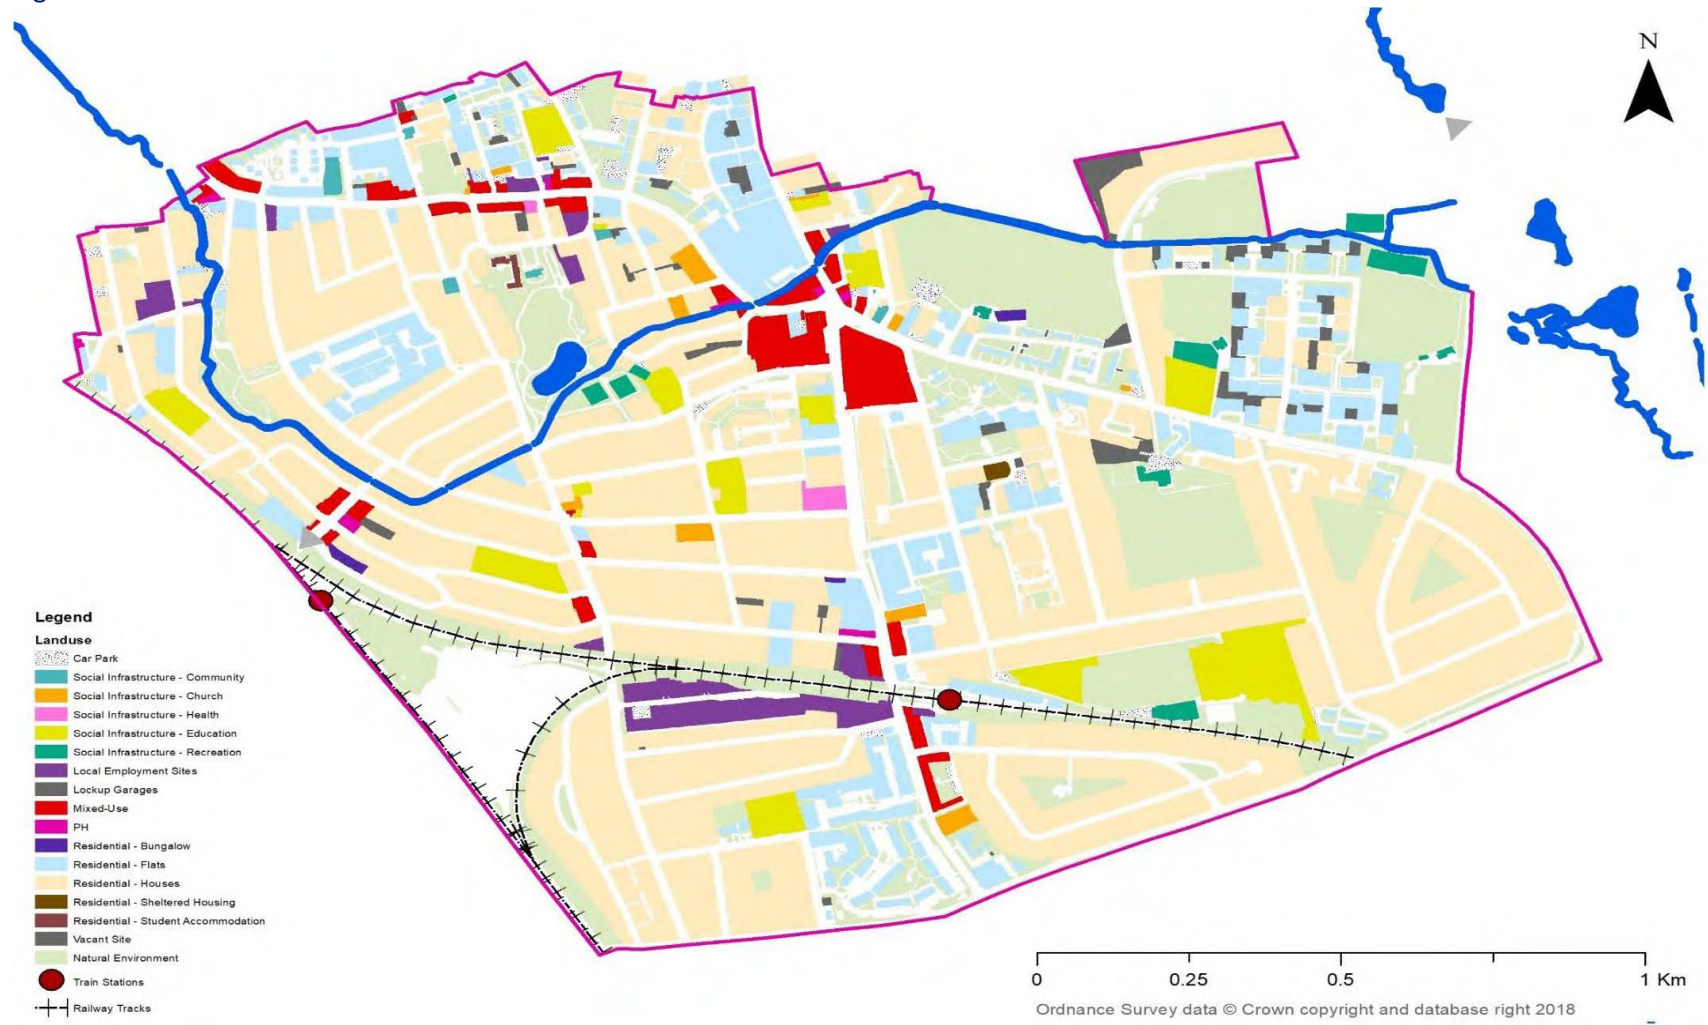 N
Legend
Landuse
Car Park
Social Infrastructure - Community
Social Infrastructure - Church
Social Infrastructure - Health
Social Infrastructure - Education
Social Infrastructure - Recreation
Local Employment Sites
Lockup Garages
Mixed-Use
PH
Residential - Bungalow
Residential - Flats
Residential - Houses
Residential - Sheltered Housing
Residential - Student Accommodation
Vacant Site
Natural Environment
Train Stations
Railway Tracks
0 0.25 0.5 1 Km
Ordnance Survey data © Crown copyright and database right 2018